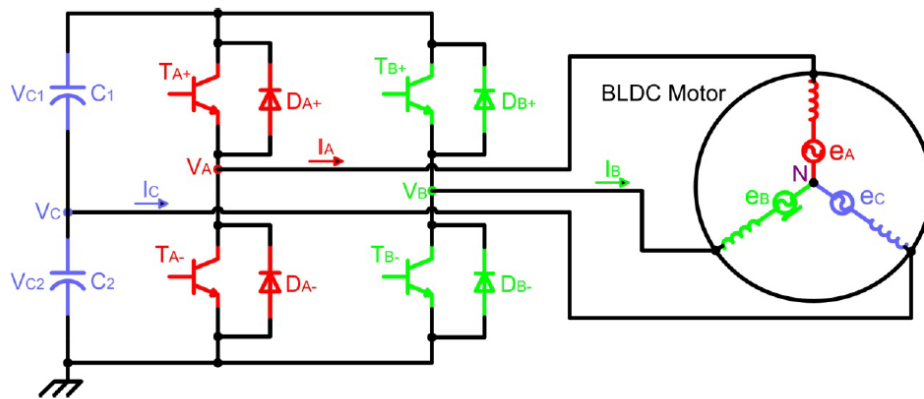 TA+
TB+
VC1
C1
DA+
DB+
BLDC Motor
IA
eA
VA
IC
VB
IB
N
VC
eB
eC
TA-
TB-
VC2
C2
DA-
DB-